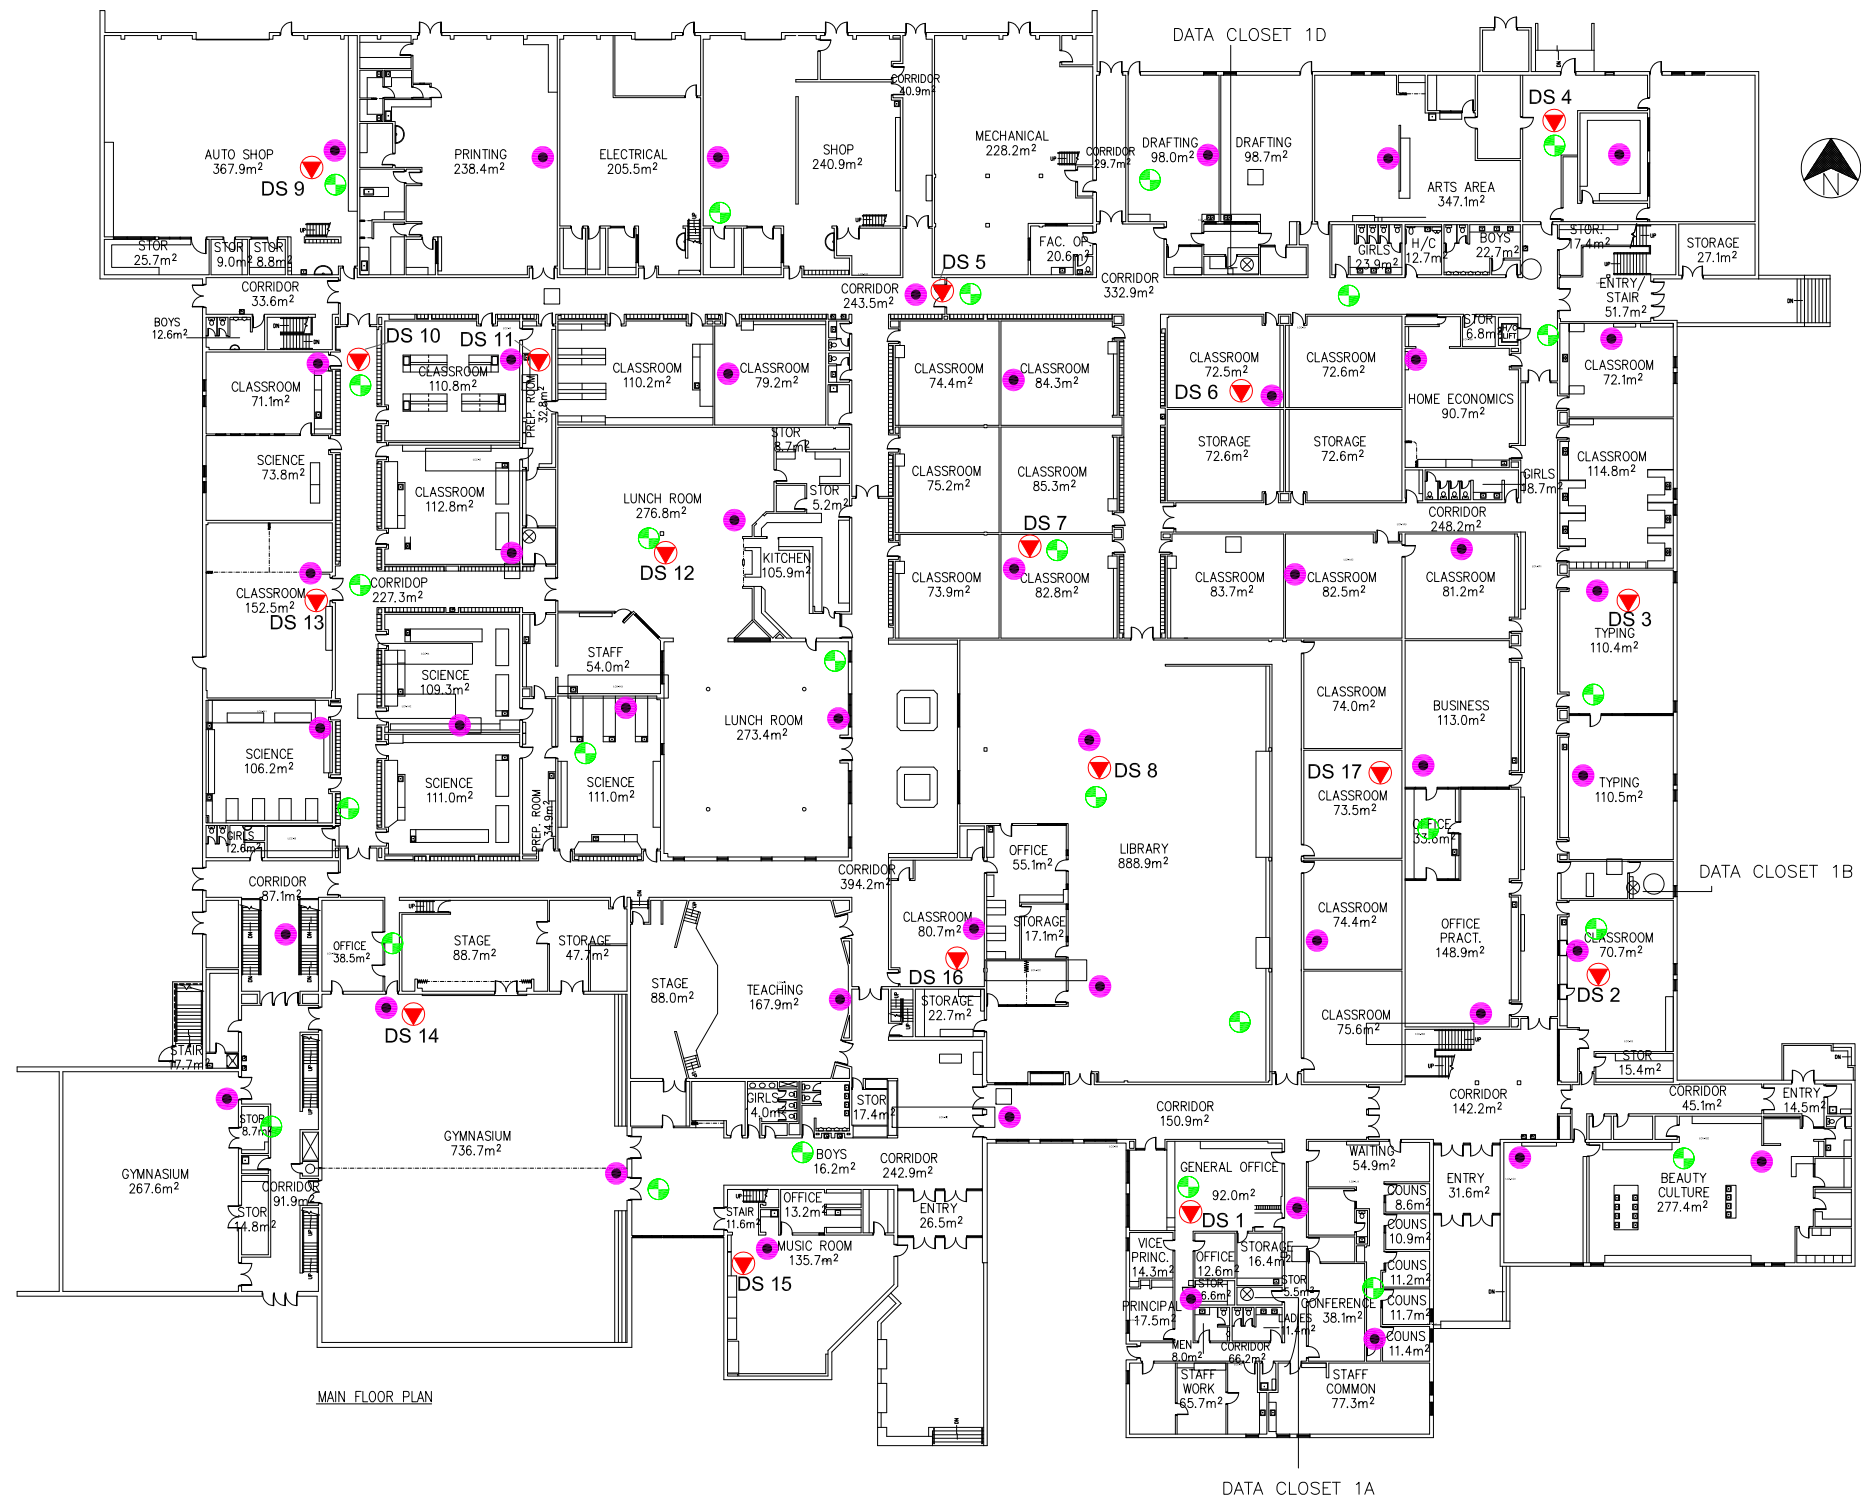 DATA CLOSET 1D
DS 4
CORRIDOR
40.9m²
AUTO SHOP
367.9m²
DS 9
PRINTING
238.4m²
ELECTRICAL
205.5m²
SHOP
240.9m²
MECHANICAL
228.2m²
CORRIDOR
29.7m²
DRAFTING
98.0m²
DRAFTING
98.7m²
ARTS AREA
347.1m²
N
STOR
25.7m²
STOR
9.0m²
STOR
8.8m²
FAC. OP.
20.6m²
GIRLS
23.9m²
H/C
12.7m²
BOYS
22.7m²
STOR.
17.4m²
STORAGE
27.1m²
CORRIDOR
33.6m²
CORRIDOR
243.5m²
DS 5
CORRIDOR
332.9m²
ENTRY/
STAIR
51.7m²
BOYS
12.6m²
DS 10
DS 11
STOR
6.8m²
H/C
LIFT
CLASSROOM
71.1m²
CLASSROOM
110.8m²
PREP. ROOM
32.8m²
CLASSROOM
110.2m²
CLASSROOM
79.2m²
CLASSROOM
74.4m²
CLASSROOM
84.3m²
CLASSROOM
72.5m²
DS 6
CLASSROOM
72.6m²
HOME ECONOMICS
90.7m²
CLASSROOM
72.1m²
SCIENCE
73.8m²
CLASSROOM
112.8m²
LUNCH ROOM
276.8m²
STOR
8.7m²
STOR
5.2m²
CLASSROOM
75.2m²
CLASSROOM
85.3m²
STORAGE
72.6m²
STORAGE
72.6m²
GIRLS
18.7m²
CLASSROOM
114.8m²
CORRIDOR
248.2m²
DS 7
DS 12
KITCHEN
105.9m²
CLASSROOM
152.5m²
DS 13
CORRIDOP
227.3m²
CLASSROOM
73.9m²
CLASSROOM
82.8m²
CLASSROOM
83.7m²
CLASSROOM
82.5m²
CLASSROOM
81.2m²
DS 3
TYPING
110.4m²
STAFF
54.0m²
SCIENCE
109.3m²
LUNCH ROOM
273.4m²
CLASSROOM
74.0m²
BUSINESS
113.0m²
SCIENCE
106.2m²
SCIENCE
111.0m²
PREP. ROOM
34.9m²
SCIENCE
111.0m²
DS 8
DS 17
CLASSROOM
73.5m²
TYPING
110.5m²
OFFICE
33.6m²
GIRLS
12.6m²
OFFICE
55.1m²
LIBRARY
888.9m²
DATA CLOSET 1B
CORRIDOR
87.1m²
CORRIDOR
394.2m²
CLASSROOM
80.7m²
STORAGE
17.1m²
CLASSROOM
74.4m²
OFFICE
PRACT.
148.9m²
CLASSROOM
70.7m²
DS 2
OFFICE
38.5m²
STAGE
88.7m²
STORAGE
47.7m²
STAGE
88.0m²
TEACHING
167.9m²
DS 16
STORAGE
22.7m²
CLASSROOM
75.6m²
DS 14
STAIR
17.7m²
STOR
15.4m²
STOR
8.7m²
GYMNASIUM
736.7m²
GIRLS
4.0m²
STOR
17.4m²
CORRIDOR
150.9m²
CORRIDOR
142.2m²
CORRIDOR
45.1m²
ENTRY
14.5m²
GYMNASIUM
267.6m²
CORRIDOR
91.9m²
STOR
14.8m²
BOYS
16.2m²
CORRIDOR
242.9m²
GENERAL OFFICE
92.0m²
DS 1
WAITING
54.9m²
ENTRY
31.6m²
BEAUTY
CULTURE
277.4m²
STAIR
11.6m²
OFFICE
13.2m²
ENTRY
26.5m²
COUNS
8.6m²
COUNS
10.9m²
MUSIC ROOM
135.7m²
DS 15
VICE
PRINC.
14.3m²
OFFICE
12.6m²
STORAGE
16.4m²
COUNS
11.2m²
STOR
6.6m²
STOR
5.5m²
PRINCIPAL
17.5m²
CONFERENCE
38.1m²
COUNS
11.7m²
LADIES
11.4m²
COUNS
11.4m²
MEN
8.0m²
CORRIDOR
66.2m²
STAFF
WORK
65.7m²
STAFF
COMMON
77.3m²
MAIN FLOOR PLAN
DATA CLOSET 1A